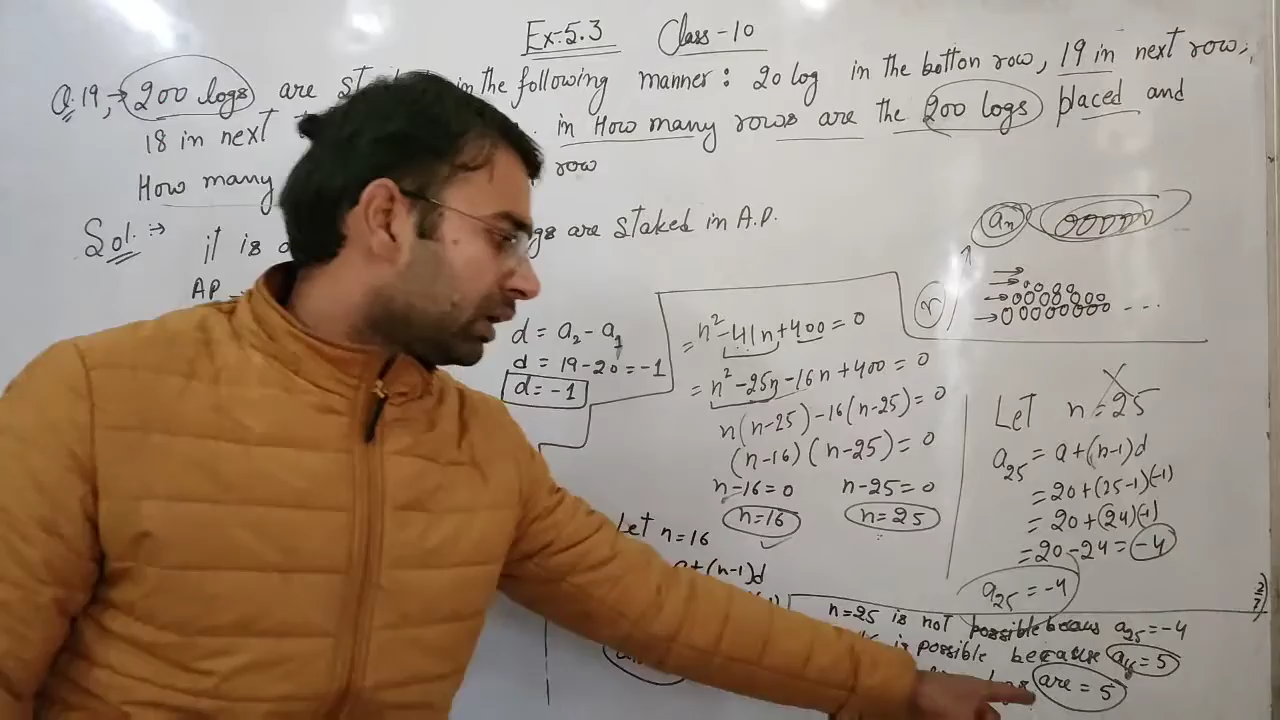 Ex:-5.3 Class-10
Q.19, → 200 logs are in the following manner: 20 log in the botton row, 19 in next row,
18 in next in How many rows are the 200 logs placed and
How many row
Sol. :→ it is are staked in A.P.
AP
d = a₂ - a₁
d = 19-20 = -1
d = -1
= n²-41n+400=0
= n²-25n-16n+400=0
n(n-25)-16(n-25)=0
(n-16)(n-25)=0
n-16=0 n-25=0
n=16 n=25
Let n=16
+(n-1)d
aₙ
Let n=25
a₂₅ = a+(n-1)d
=20+(25-1)(-1)
=20+(24)(-1)
=20-24=-4
a₂₅=-4
n=25 is not possible becaus a₂₅=-4
is possible because a₁₆=5
are = 5